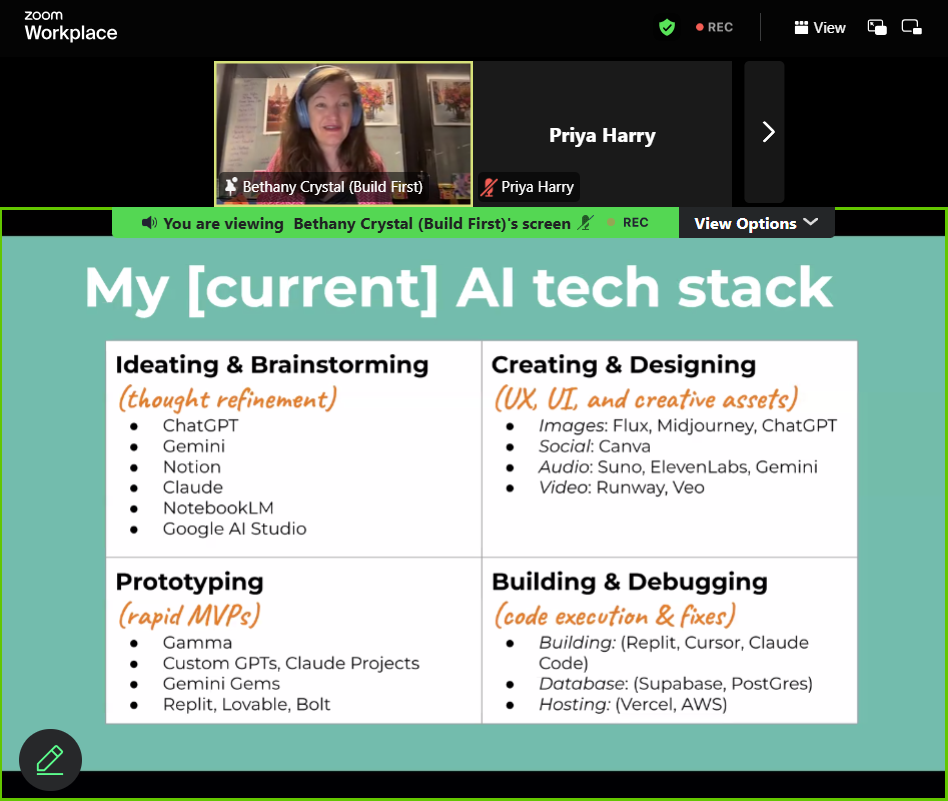 zoom
Workplace
REC
View
Priya Harry
Bethany Crystal (Build First)
Priya Harry
You are viewing Bethany Crystal (Build First)'s screen
REC
View Options
My [current] AI tech stack
Ideating & Brainstorming
(thought refinement)
● ChatGPT
● Gemini
● Notion
● Claude
● NotebookLM
● Google AI Studio
Creating & Designing
(UX, UI, and creative assets)
● Images: Flux, Midjourney, ChatGPT
● Social: Canva
● Audio: Suno, ElevenLabs, Gemini
● Video: Runway, Veo
Prototyping
(rapid MVPs)
● Gamma
● Custom GPTs, Claude Projects
● Gemini Gems
● Replit, Lovable, Bolt
Building & Debugging
(code execution & fixes)
● Building: (Replit, Cursor, Claude
Code)
● Database: (Supabase, PostGres)
● Hosting: (Vercel, AWS)